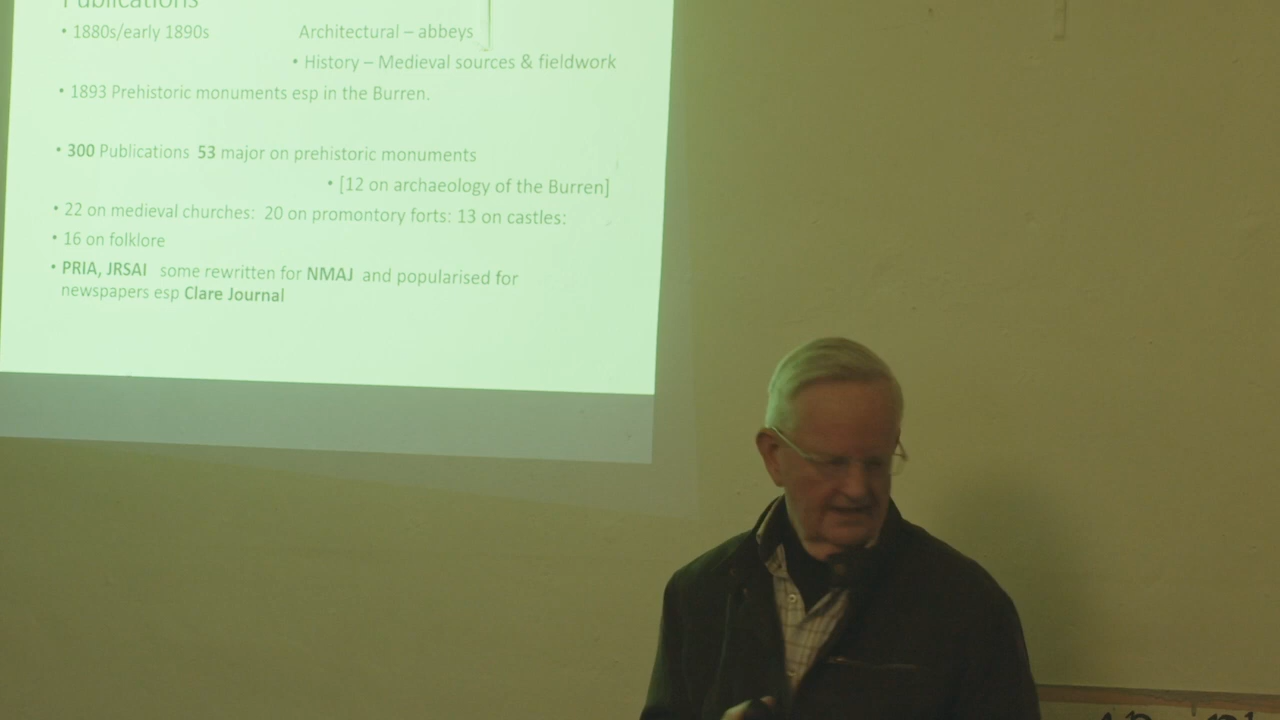 Publications
• 1880s/early 1890s Architectural – abbeys
• History – Medieval sources & fieldwork
• 1893 Prehistoric monuments esp in the Burren.
• 300 Publications 53 major on prehistoric monuments
• [12 on archaeology of the Burren]
• 22 on medieval churches: 20 on promontory forts: 13 on castles:
• 16 on folklore
• PRIA, JRSAI some rewritten for NMAJ and popularised for
newspapers esp Clare Journal